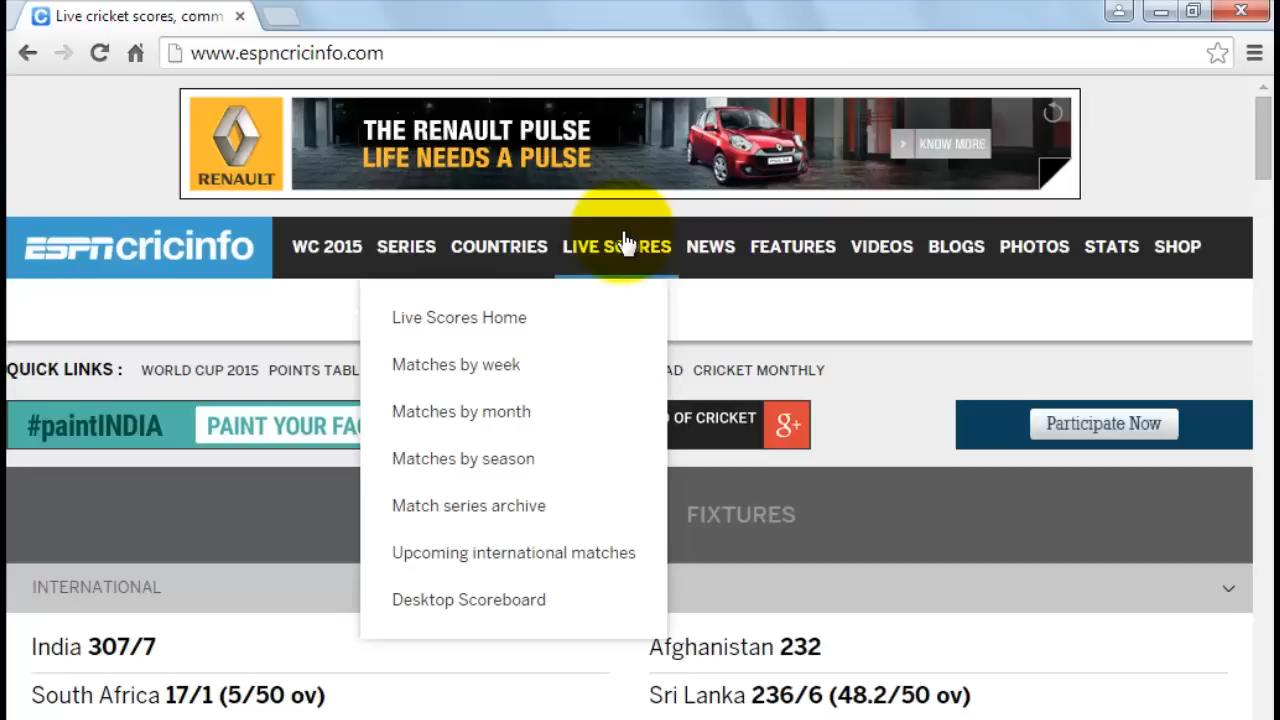 Live cricket scores, comm
www.espncricinfo.com
RENAULT
THE RENAULT PULSE
LIFE NEEDS A PULSE
KNOW MORE
ESPNcricinfo WC 2015 SERIES COUNTRIES LIVE SCORES NEWS FEATURES VIDEOS BLOGS PHOTOS STATS SHOP
Live Scores Home
Matches by week
Matches by month
Matches by season
Match series archive
Upcoming international matches
Desktop Scoreboard
QUICK LINKS : WORLD CUP 2015 POINTS TABL AD CRICKET MONTHLY
#paintINDIA PAINT YOUR FA OF CRICKET g+ Participate Now
FIXTURES
INTERNATIONAL
India 307/7
South Africa 17/1 (5/50 ov)
Afghanistan 232
Sri Lanka 236/6 (48.2/50 ov)